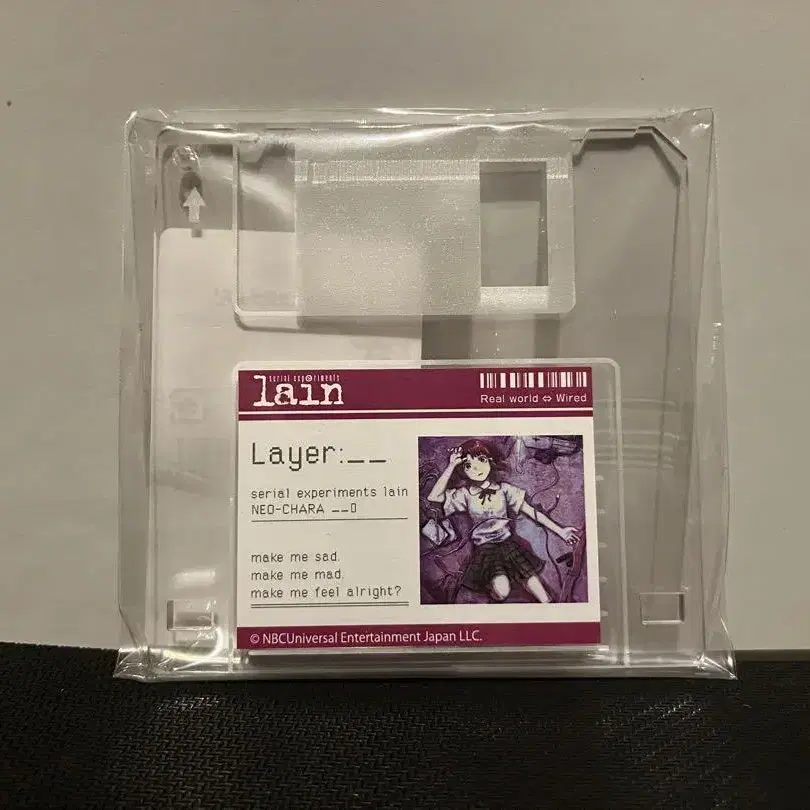 serial experiments
lain
Real world ⇔ Wired
Layer:__
serial experiments lain
NEO-CHARA __▯
make me sad.
make me mad.
make me feel alright?
© NBCUniversal Entertainment Japan LLC.